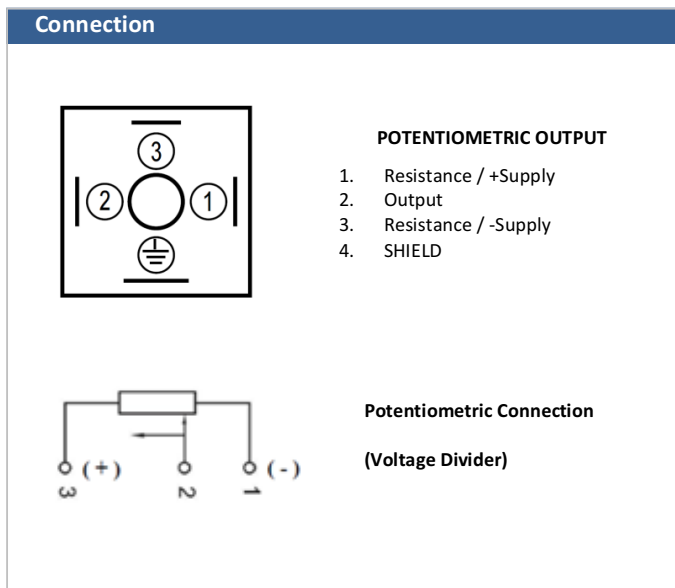 Connection
3
2
1
POTENTIOMETRIC OUTPUT
1. Resistance / +Supply
2. Output
3. Resistance / -Supply
4. SHIELD
(+) (-)
3 2 1
Potentiometric Connection
(Voltage Divider)